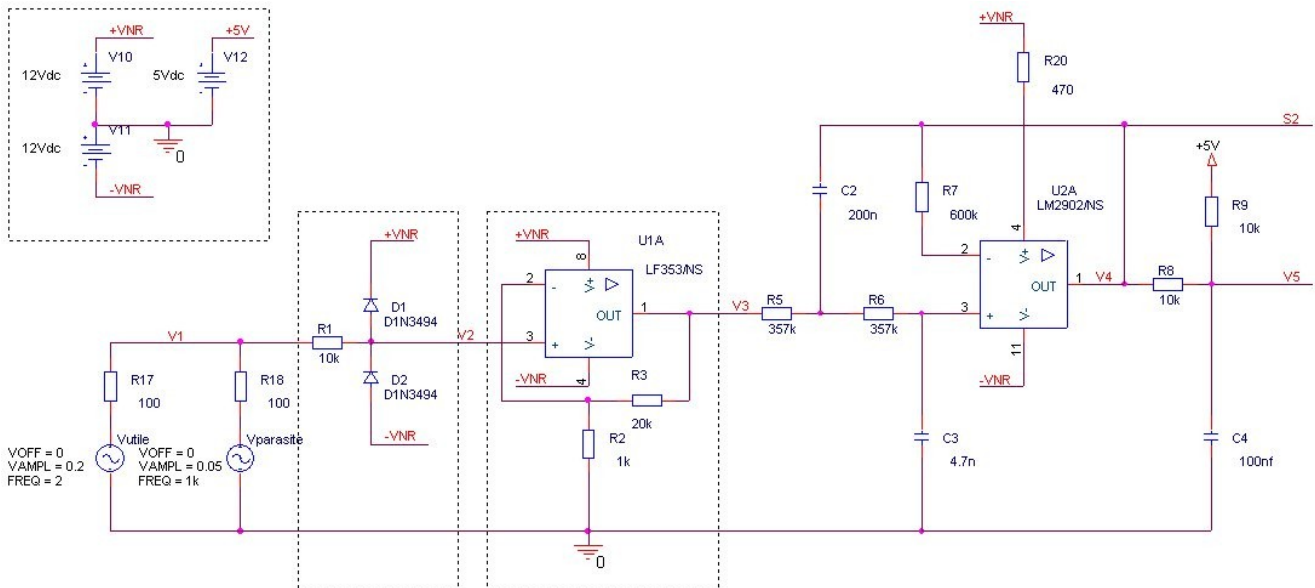 +VNR
+5V
V10
V12
12Vdc
5Vdc
V11
12Vdc
0
-VNR
+VNR
R20
470
S2
+5V
C2
200n
R7
600k
U2A
LM2902/NS
R9
10k
4
2
-
V+
OUT
1
V4
R8
10k
V5
3
+
V-
11
-VNR
+VNR
U1A
LF353/NS
8
2
-
V+
OUT
1
V3
R5
357k
R6
357k
3
+
V-
4
-VNR
+VNR
D1
D1N3494
V1
R1
10k
V2
D2
D1N3494
-VNR
R17
100
R18
100
R3
20k
R2
1k
C3
4.7n
C4
100nf
Vutile
Vparasite
VOFF = 0
VAMPL = 0.2
FREQ = 2
VOFF = 0
VAMPL = 0.05
FREQ = 1k
0